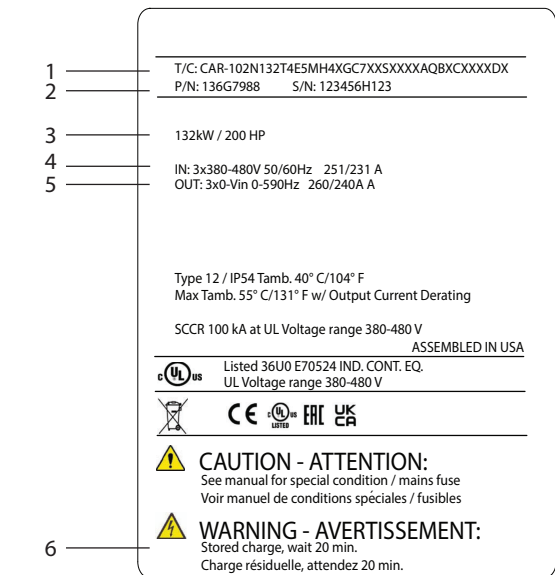 1
T/C: CAR-102N132T4E5MH4XGC7XXSXXXXAQBXCXXXXDX
2
P/N: 136G7988 S/N: 123456H123
3
132kW / 200 HP
4
IN: 3x380-480V 50/60Hz 251/231 A
5
OUT: 3x0-Vin 0-590Hz 260/240A A
Type 12 / IP54 Tamb. 40° C/104° F
Max Tamb. 55° C/131° F w/ Output Current Derating
SCCR 100 kA at UL Voltage range 380-480 V
ASSEMBLED IN USA
c UL us
Listed 36U0 E70524 IND. CONT. EQ.
UL Voltage range 380-480 V
CE c UL us LISTED EAC UK CA
CAUTION - ATTENTION:
See manual for special condition / mains fuse
Voir manuel de conditions spéciales / fusibles
WARNING - AVERTISSEMENT:
6
Stored charge, wait 20 min.
Charge résiduelle, attendez 20 min.